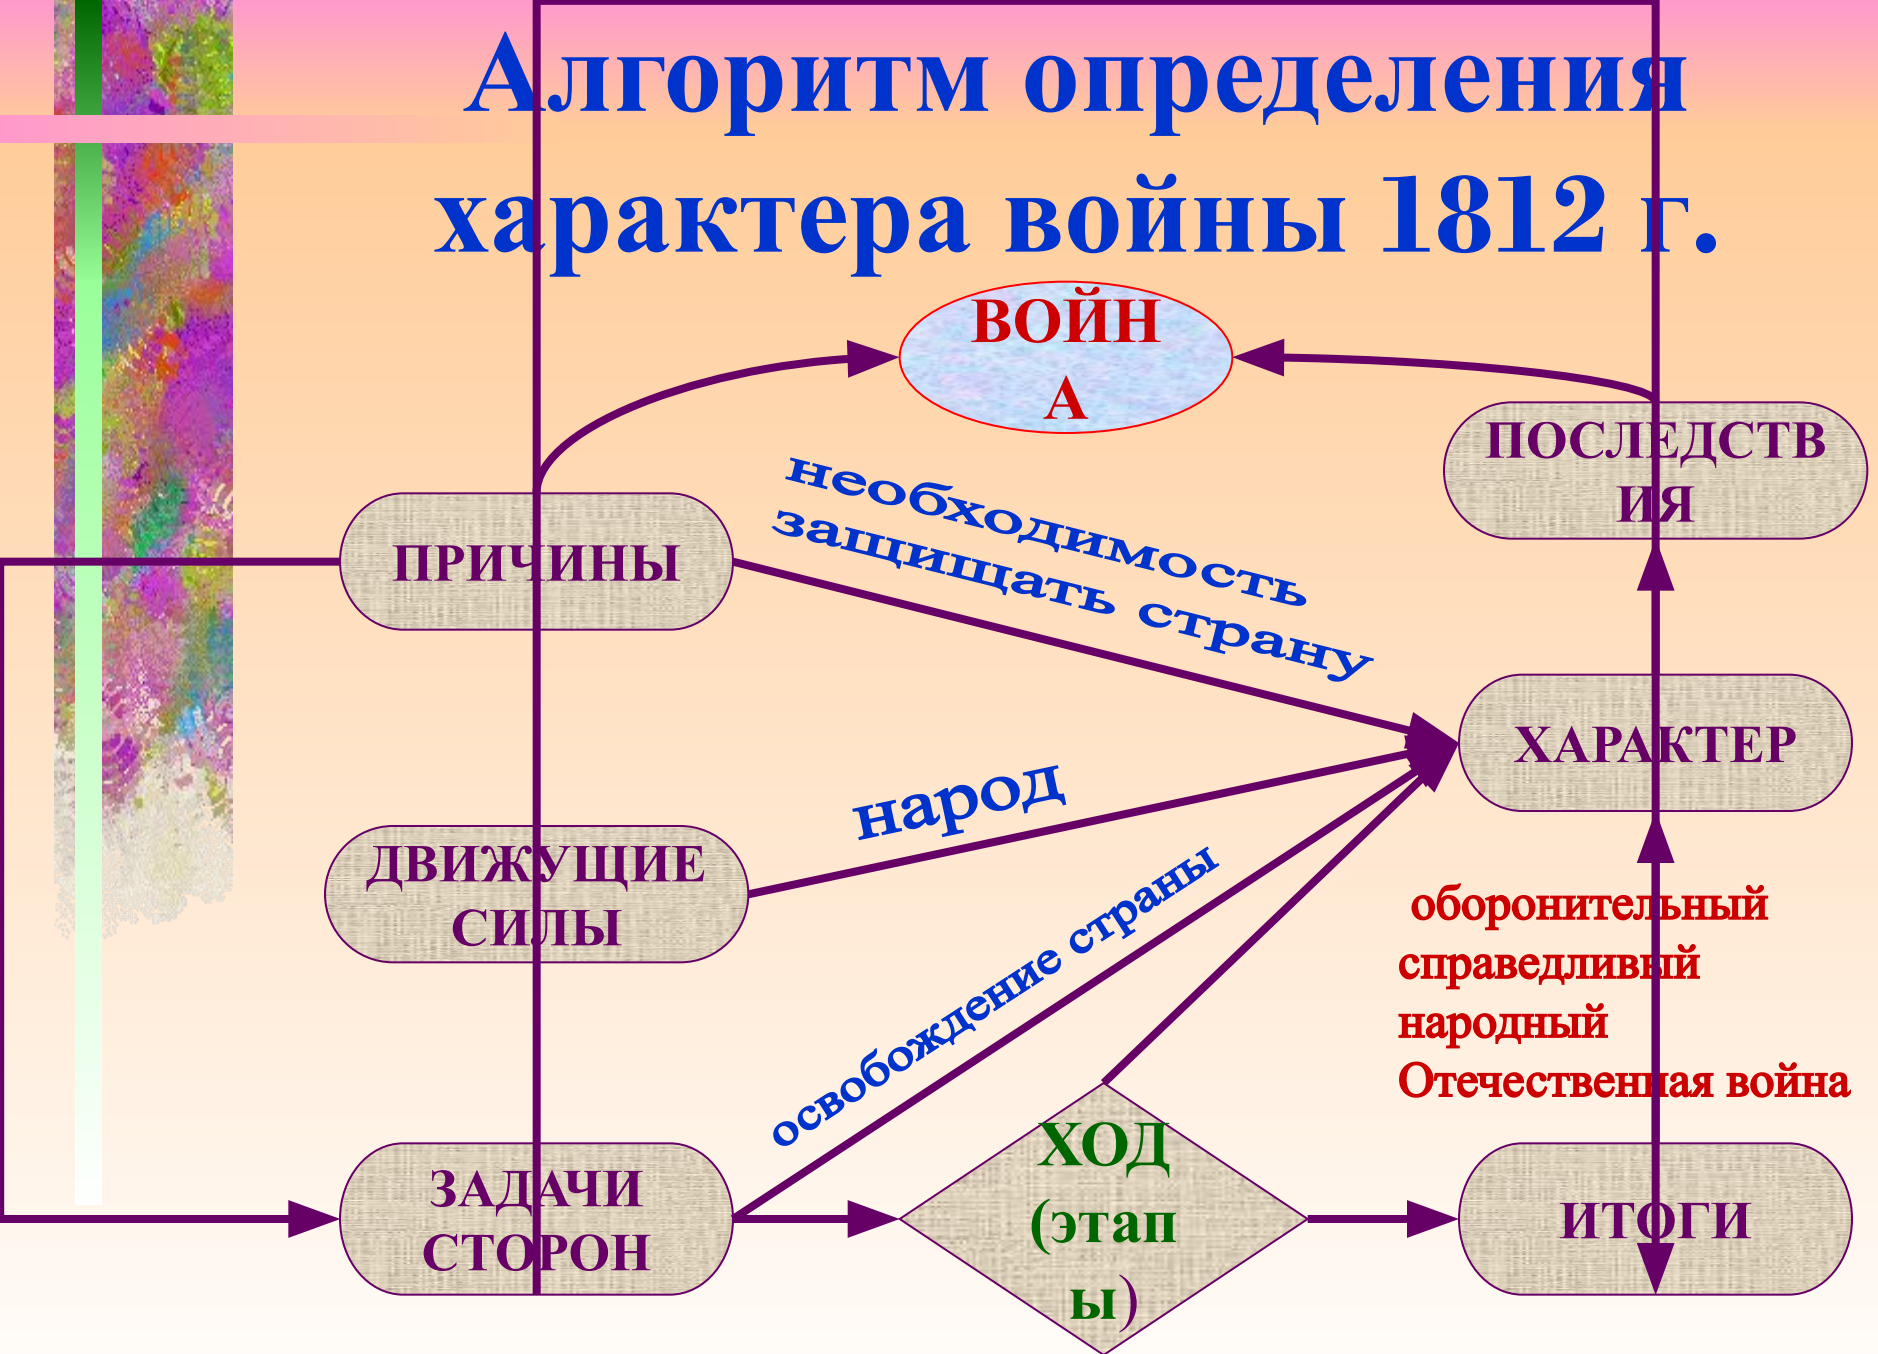 Алгоритм определения
характера войны 1812 г.
ВОЙН
А
ПОСЛЕДСТВ
ИЯ
необходимость
защищать страну
ПРИЧИНЫ
ХАРАКТЕР
народ
ДВИЖУЩИЕ
СИЛЫ
освобождение страны
оборонительный
справедливый
народный
Отечественная война
ЗАДАЧИ
СТОРОН
ХОД
(этап
ы)
ИТОГИ